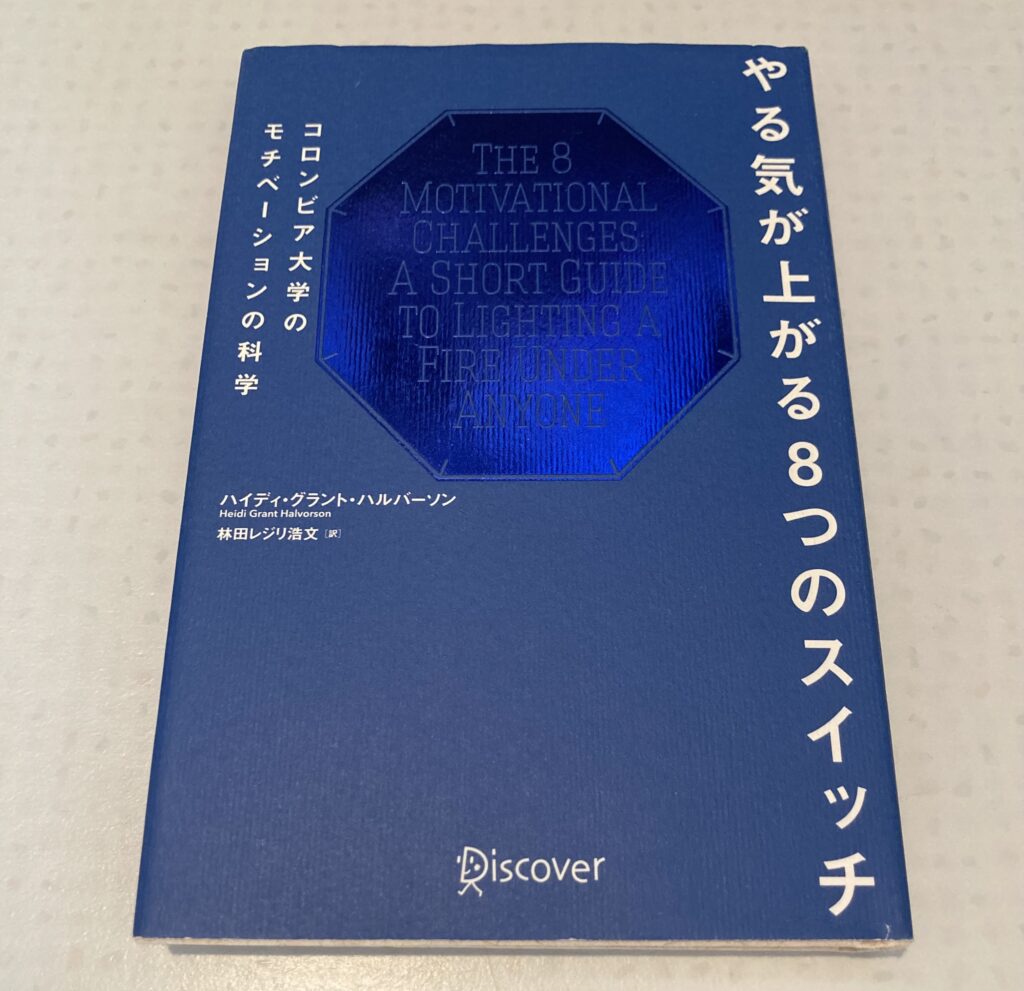 やる気が上がる8つのスイッチ
コロンビア大学の
モチベーションの科学
THE 8
MOTIVATIONAL
CHALLENGES:
A SHORT GUIDE
TO LIGHTING A
FIRE UNDER
ANYONE
ハイディ・グラント・ハルバーソン
Heidi Grant Halvorson
林田レジリ浩文 [訳]
Discover